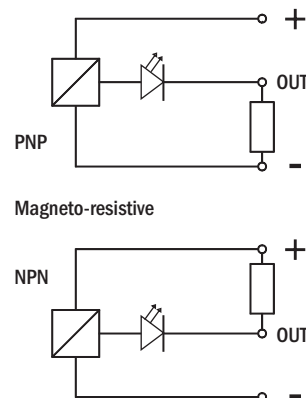 +
OUT
PNP
-
Magneto-resistive
+
NPN
OUT
-